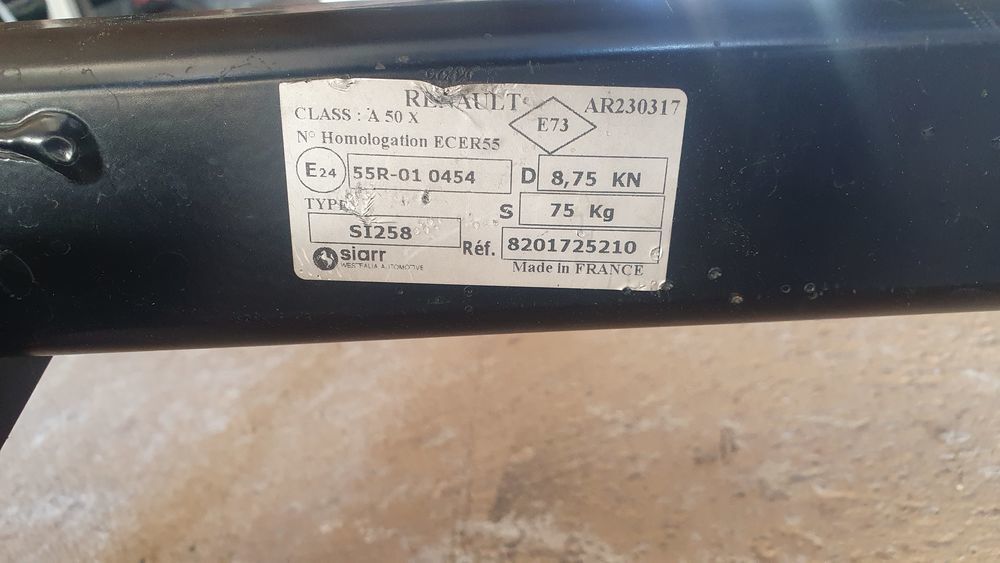 RENAULT AR230317
CLASS : A 50 X
E73
N° Homologation ECER55
E24 55R-01 0454 D 8,75 KN
TYPE S 75 Kg
SI258 Réf. 8201725210
siarr
WESTFALIA AUTOMOTIVE
Made in FRANCE